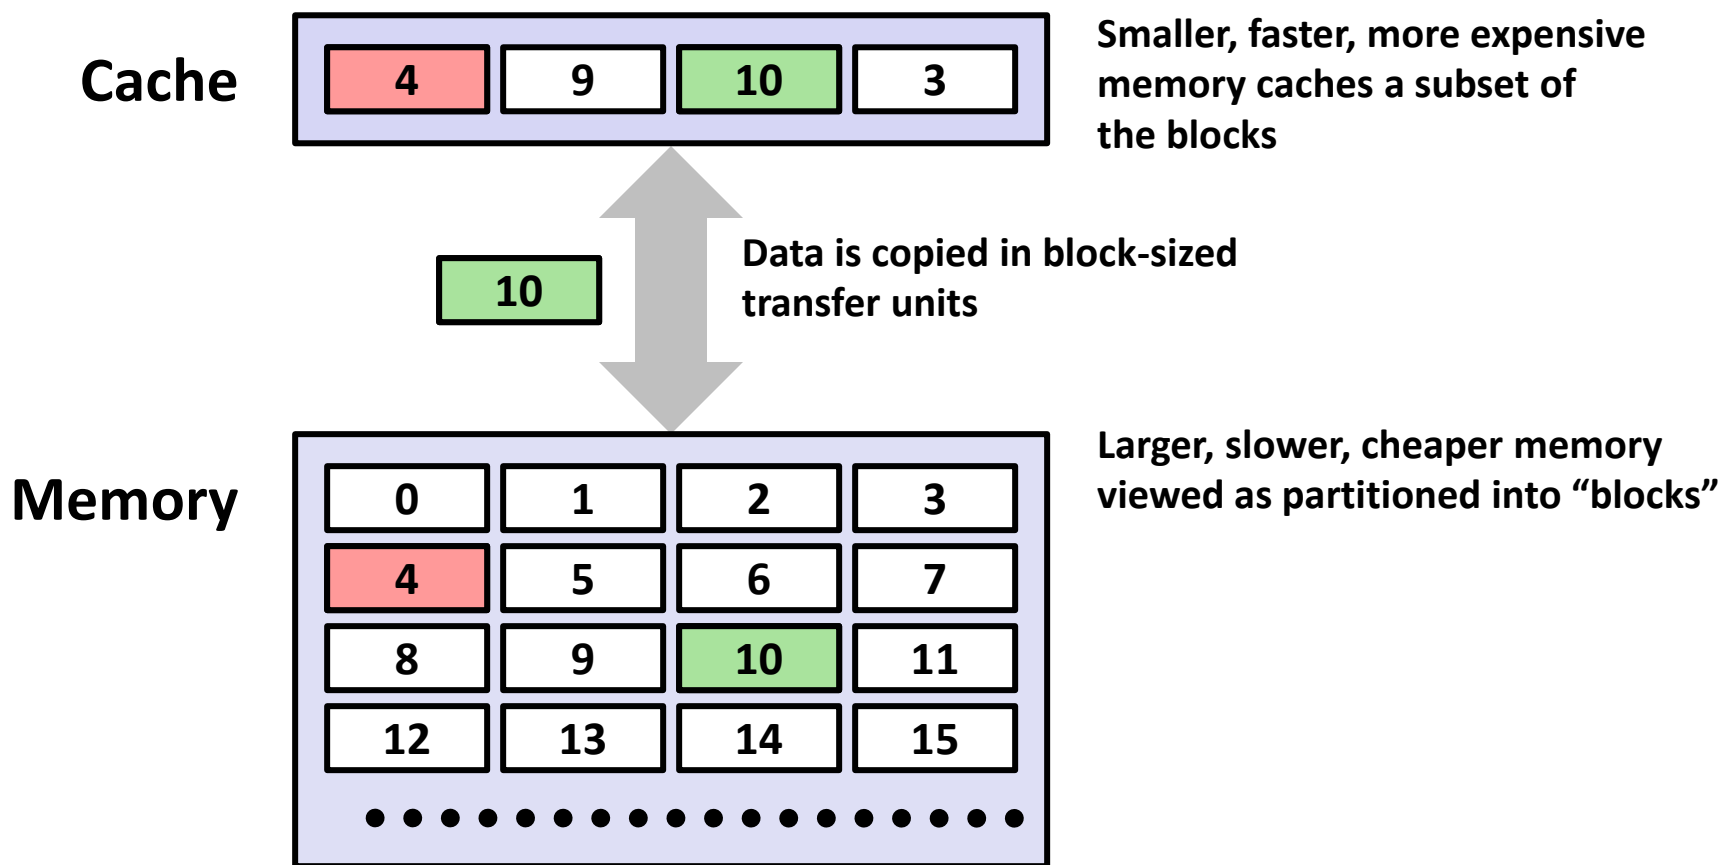 Cache
4 9 10 3
Smaller, faster, more expensive
memory caches a subset of
the blocks
10
Data is copied in block-sized
transfer units
Memory
0 1 2 3
4 5 6 7
8 9 10 11
12 13 14 15
Larger, slower, cheaper memory
viewed as partitioned into “blocks”